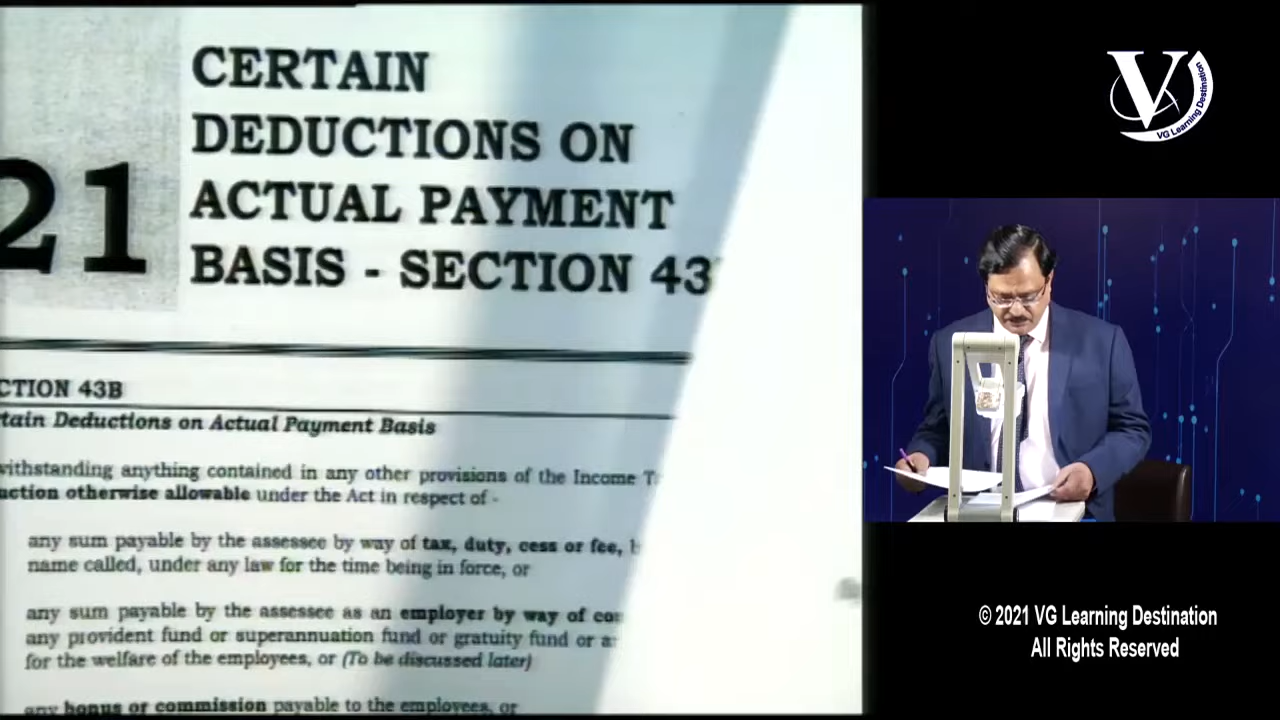 21
CERTAIN
DEDUCTIONS ON
ACTUAL PAYMENT
BASIS - SECTION 43
CTION 43B
tain Deductions on Actual Payment Basis
withstanding anything contained in any other provisions of the Income T
uction otherwise allowable under the Act in respect of -
any sum payable by the assessee by way of tax, duty, cess or fee, b
name called, under any law for the time being in force, or
any sum payable by the assessee as an employer by way of co
any provident fund or superannuation fund or gratuity fund or a
for the welfare of the employees, or (To be discussed later)
any bonus or commission payable to the employees, or
V
VG Learning Destination
© 2021 VG Learning Destination
All Rights Reserved